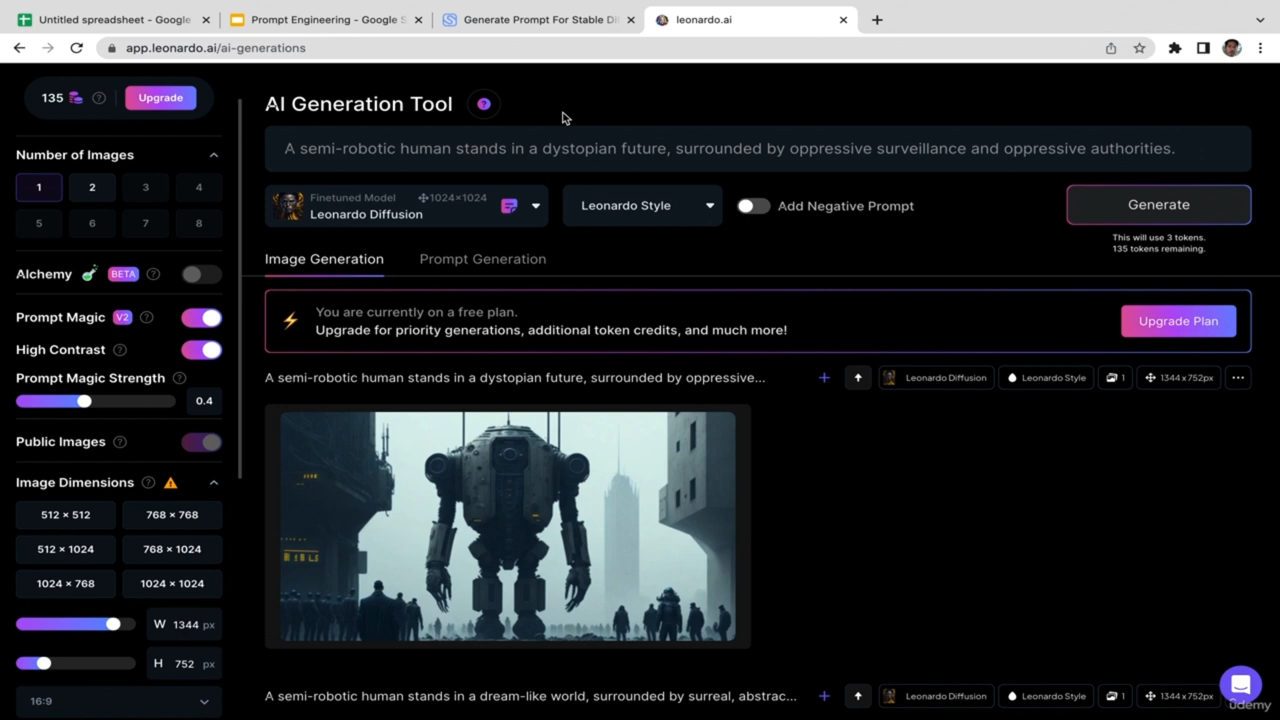 Untitled spreadsheet - Google
Prompt Engineering - Google S
Generate Prompt For Stable Di
leonardo.ai
app.leonardo.ai/ai-generations
135
Upgrade
AI Generation Tool
A semi-robotic human stands in a dystopian future, surrounded by oppressive surveillance and oppressive authorities.
Number of Images
1 2 3 4
5 6 7 8
Finetuned Model 1024×1024
Leonardo Diffusion
Leonardo Style
Add Negative Prompt
Generate
This will use 3 tokens.
135 tokens remaining.
Image Generation
Prompt Generation
Alchemy BETA
Prompt Magic V2
High Contrast
Prompt Magic Strength
0.4
Public Images
Image Dimensions
512 × 512
768 × 768
512 × 1024
768 × 1024
1024 × 768
1024 × 1024
W 1344 px
H 752 px
16:9
You are currently on a free plan.
Upgrade for priority generations, additional token credits, and much more!
Upgrade Plan
A semi-robotic human stands in a dystopian future, surrounded by oppressive...
Leonardo Diffusion
Leonardo Style
1
1344x752px
A semi-robotic human stands in a dream-like world, surrounded by surreal, abstrac...
Leonardo Diffusion
Leonardo Style
1
1344x752px
ûdemy